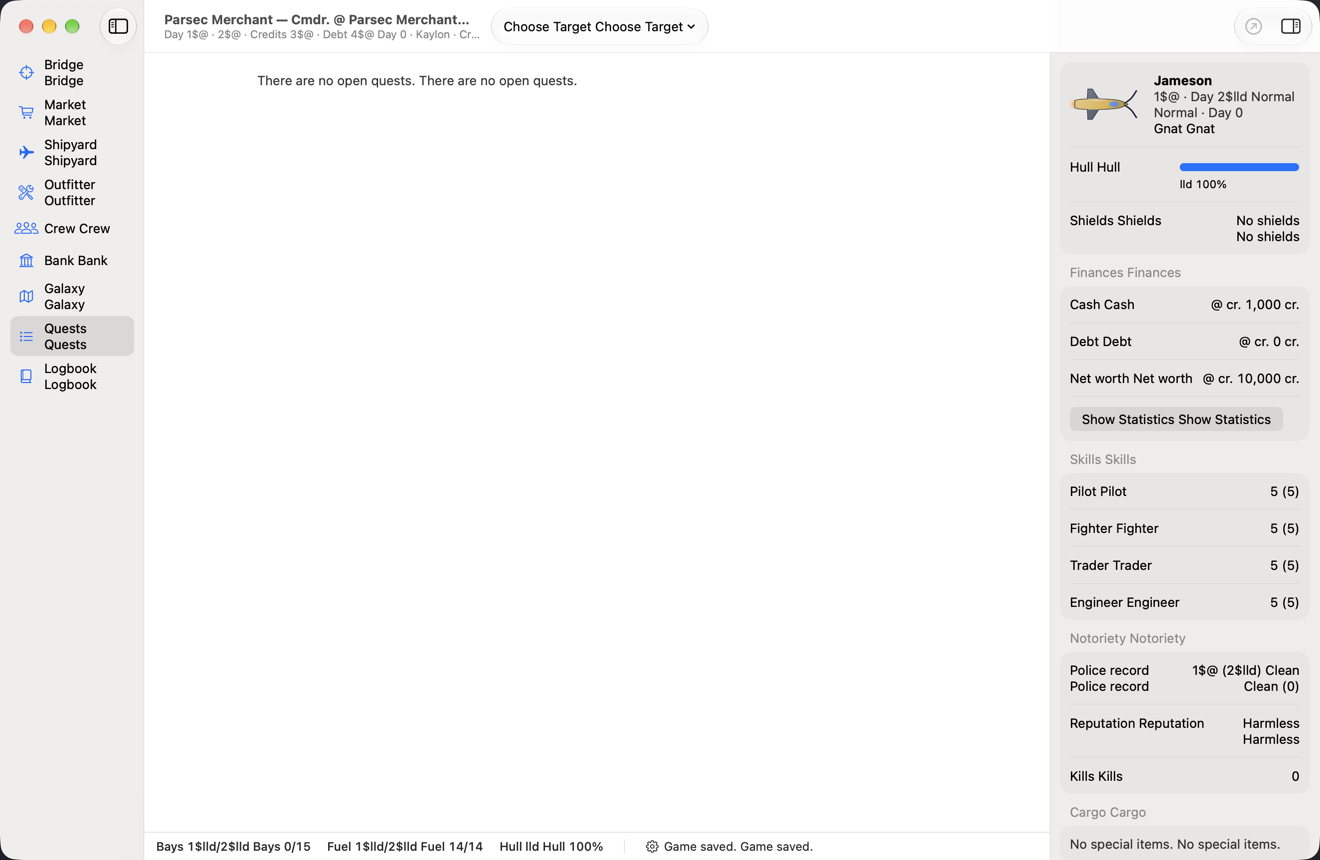 Parsec Merchant — Cmdr. @ Parsec Merchant...
Day 1$@ · 2$@ · Credits 3$@ · Debt 4$@ Day 0 · Kaylon · Cr...
Choose Target Choose Target
Bridge
Bridge
Market
Market
Shipyard
Shipyard
Outfitter
Outfitter
Crew Crew
Bank Bank
Galaxy
Galaxy
Quests
Quests
Logbook
Logbook
There are no open quests. There are no open quests.
Jameson
1$@ · Day 2$lld Normal
Normal · Day 0
Gnat Gnat
Hull Hull
lld 100%
Shields Shields
No shields
No shields
Finances Finances
Cash Cash @ cr. 1,000 cr.
Debt Debt @ cr. 0 cr.
Net worth Net worth @ cr. 10,000 cr.
Show Statistics Show Statistics
Skills Skills
Pilot Pilot 5 (5)
Fighter Fighter 5 (5)
Trader Trader 5 (5)
Engineer Engineer 5 (5)
Notoriety Notoriety
Police record 1$@ (2$lld) Clean
Police record Clean (0)
Reputation Reputation Harmless
Harmless
Kills Kills 0
Cargo Cargo
No special items. No special items.
Bays 1$lld/2$lld Bays 0/15 Fuel 1$lld/2$lld Fuel 14/14 Hull lld Hull 100% Game saved. Game saved.